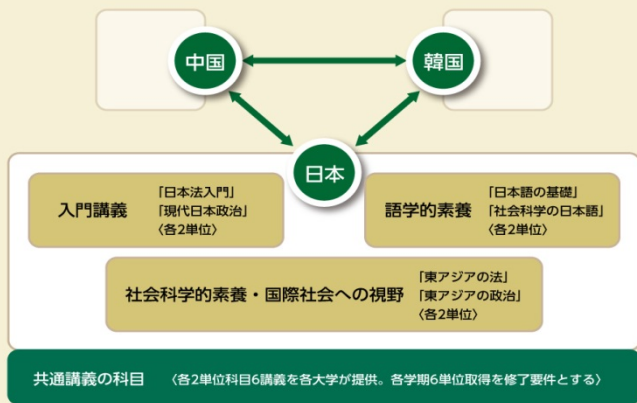 中国
韓国
日本
入門講義
「日本法入門」
「現代日本政治」
〈各2単位〉
語学的素養
「日本語の基礎」
「社会科学の日本語」
〈各2単位〉
社会科学的素養・国際社会への視野
「東アジアの法」
「東アジアの政治」
〈各2単位〉
共通講義の科目 〈各2単位科目6講義を各大学が提供。各学期6単位取得を修了要件とする〉